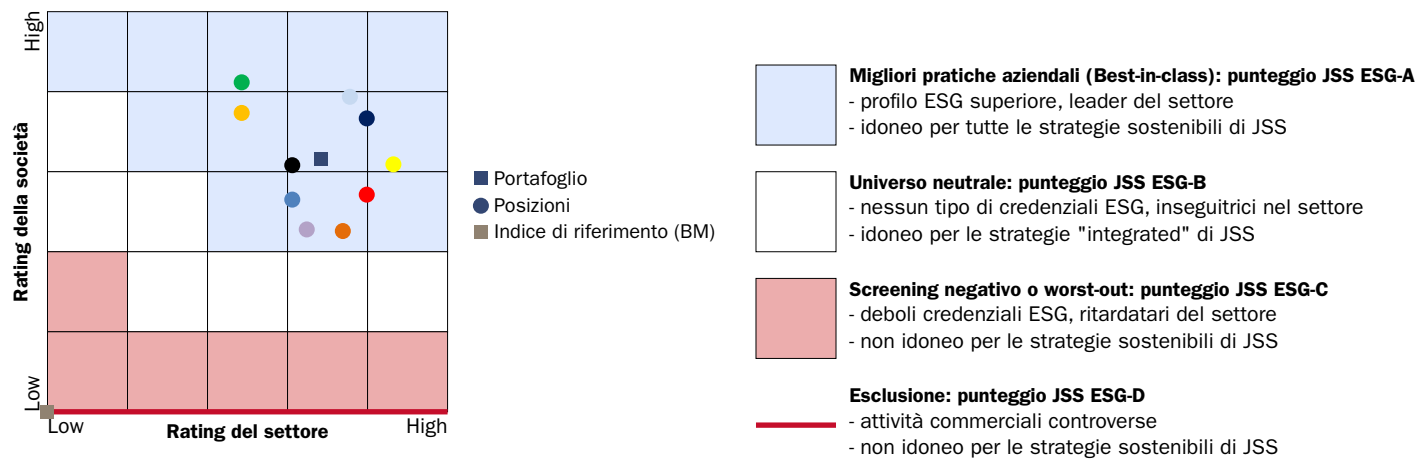 High
Rating della società
Low
Low
Rating del settore
High
Portafoglio
Posizioni
Indice di riferimento (BM)
Migliori pratiche aziendali (Best-in-class): punteggio JSS ESG-A
- profilo ESG superiore, leader del settore
- idoneo per tutte le strategie sostenibili di JSS
Universo neutrale: punteggio JSS ESG-B
- nessun tipo di credenziali ESG, inseguitrici nel settore
- idoneo per le strategie "integrated" di JSS
Screening negativo o worst-out: punteggio JSS ESG-C
- deboli credenziali ESG, ritardatari del settore
- non idoneo per le strategie sostenibili di JSS
Esclusione: punteggio JSS ESG-D
- attività commerciali controverse
- non idoneo per le strategie sostenibili di JSS